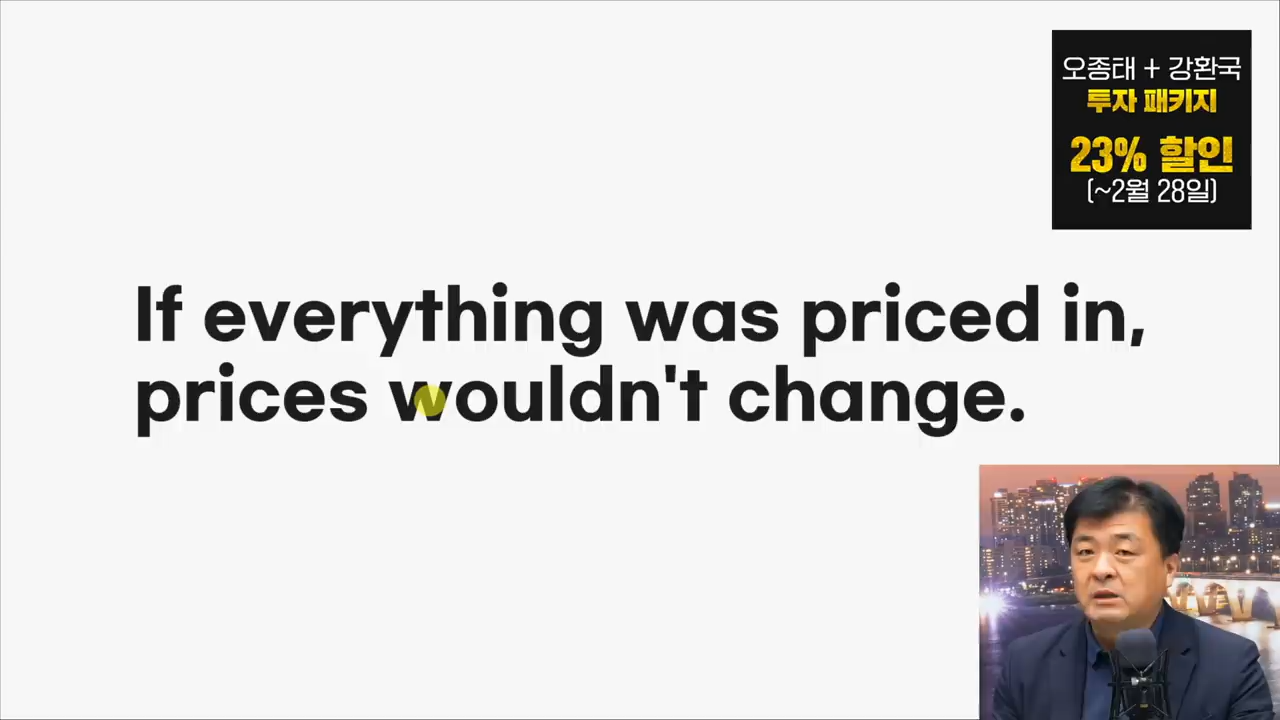 오종태 + 강환국
투자 패키지
23% 할인
(~2월 28일)
If everything was priced in,
prices wouldn't change.